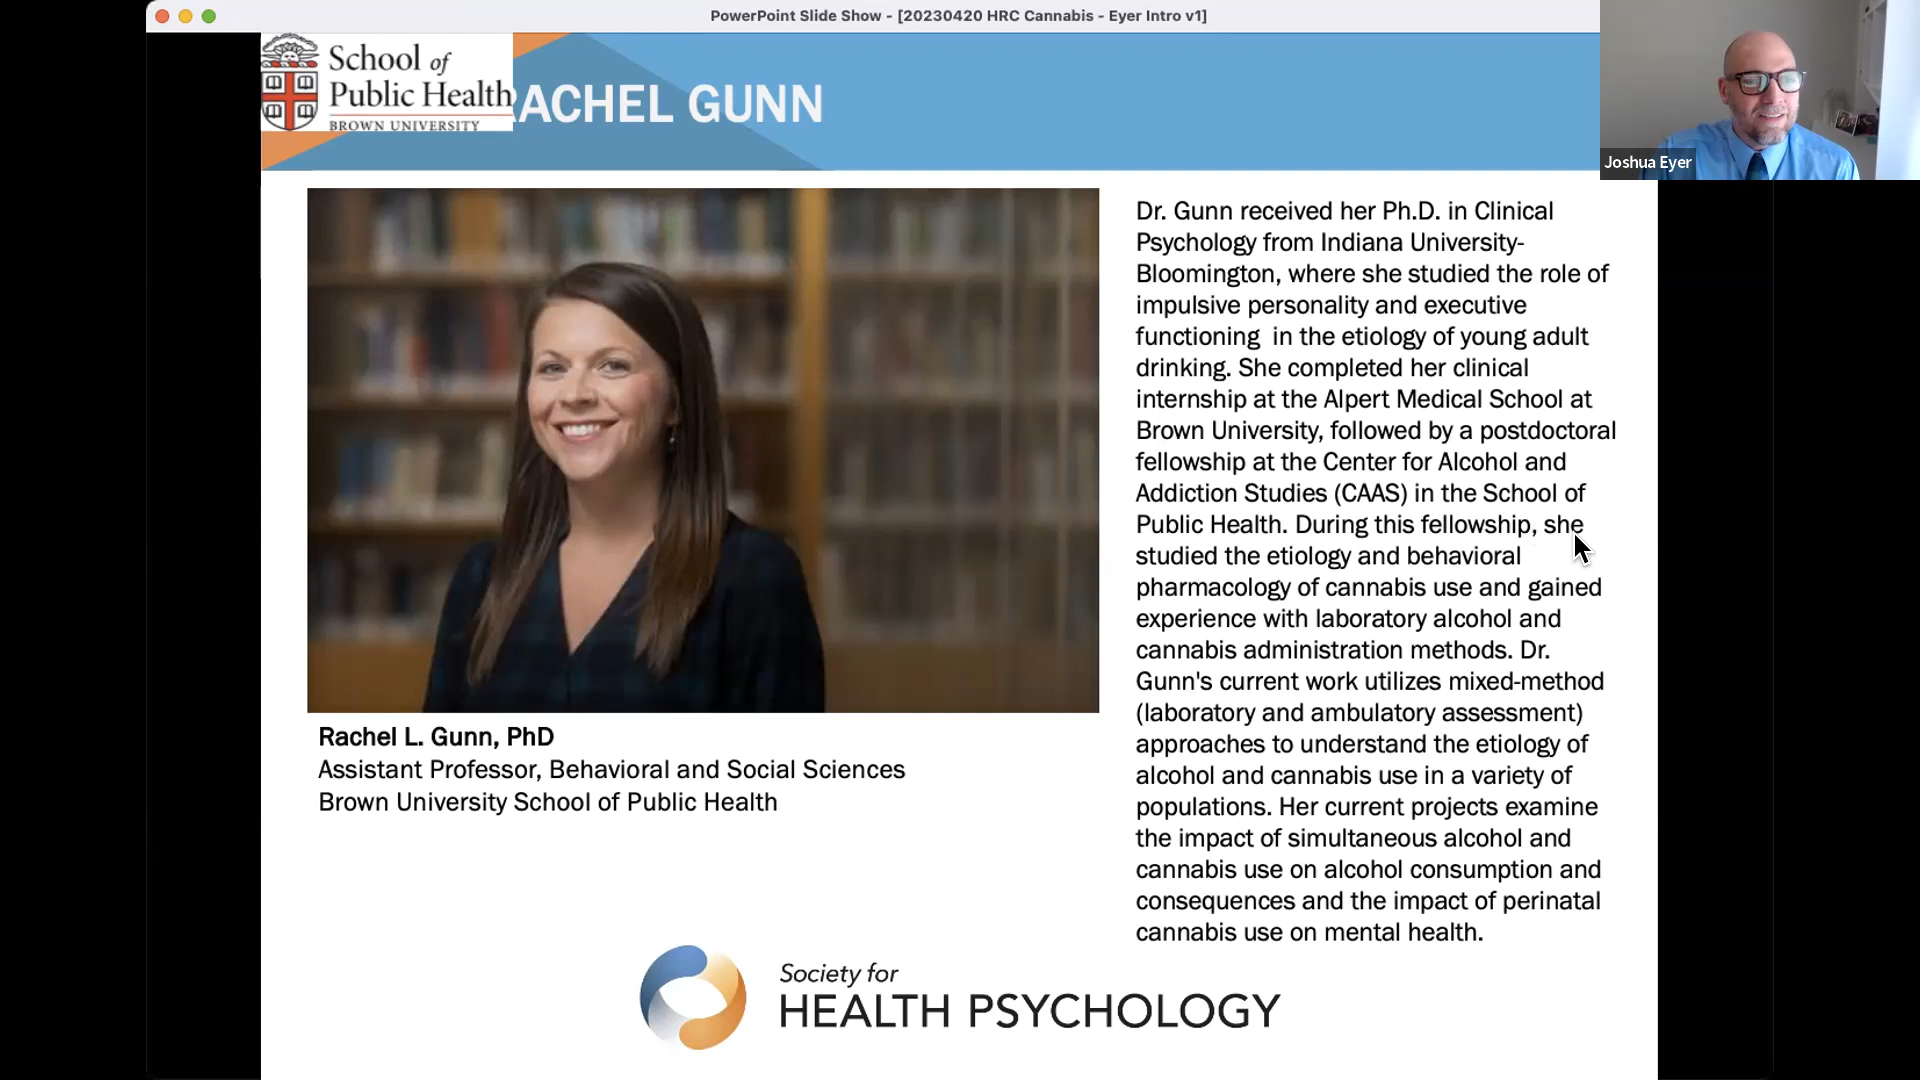 PowerPoint Slide Show - [20230420 HRC Cannabis - Eyer Intro v1]
School of
Public Health
BROWN UNIVERSITY
RACHEL GUNN
Joshua Eyer
Dr. Gunn received her Ph.D. in Clinical
Psychology from Indiana University-
Bloomington, where she studied the role of
impulsive personality and executive
functioning  in the etiology of young adult
drinking. She completed her clinical
internship at the Alpert Medical School at
Brown University, followed by a postdoctoral
fellowship at the Center for Alcohol and
Addiction Studies (CAAS) in the School of
Public Health. During this fellowship, she
studied the etiology and behavioral
pharmacology of cannabis use and gained
experience with laboratory alcohol and
cannabis administration methods. Dr.
Gunn's current work utilizes mixed-method
(laboratory and ambulatory assessment)
approaches to understand the etiology of
alcohol and cannabis use in a variety of
populations. Her current projects examine
the impact of simultaneous alcohol and
cannabis use on alcohol consumption and
consequences and the impact of perinatal
cannabis use on mental health.
Rachel L. Gunn, PhD
Assistant Professor, Behavioral and Social Sciences
Brown University School of Public Health
Society for
HEALTH PSYCHOLOGY